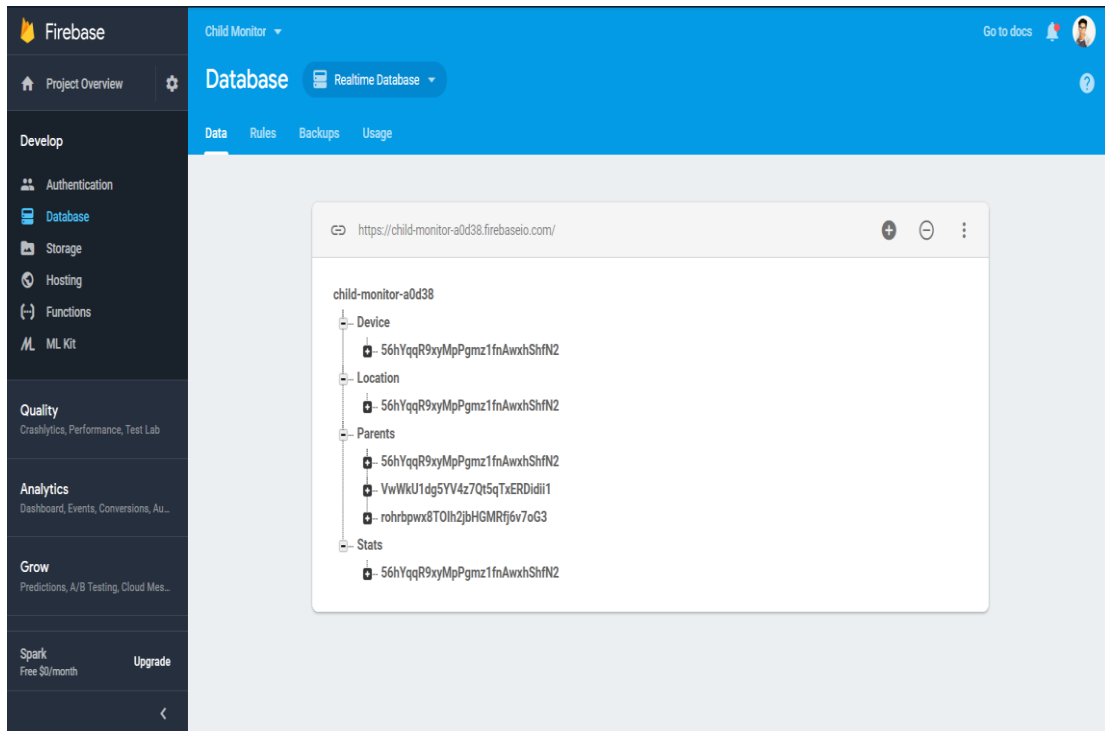 Firebase
Project Overview
Develop
Authentication
Database
Storage
Hosting
Functions
ML Kit
Quality
Crashlytics, Performance, Test Lab
Analytics
Dashboard, Events, Conversions, Au...
Grow
Predictions, A/B Testing, Cloud Mes...
Spark
Free $0/month
Upgrade
Child Monitor
Go to docs
Database
Realtime Database
Data Rules Backups Usage
https://child-monitor-a0d38.firebaseio.com/
child-monitor-a0d38
Device
56hYqqR9xyMpPgmz1fnAwxhShfN2
Location
56hYqqR9xyMpPgmz1fnAwxhShfN2
Parents
56hYqqR9xyMpPgmz1fnAwxhShfN2
VwWkU1dg5YV4z7Qt5qTxERDidii1
rohrbpwx8TOlh2jbHGMRfj6v7oG3
Stats
56hYqqR9xyMpPgmz1fnAwxhShfN2